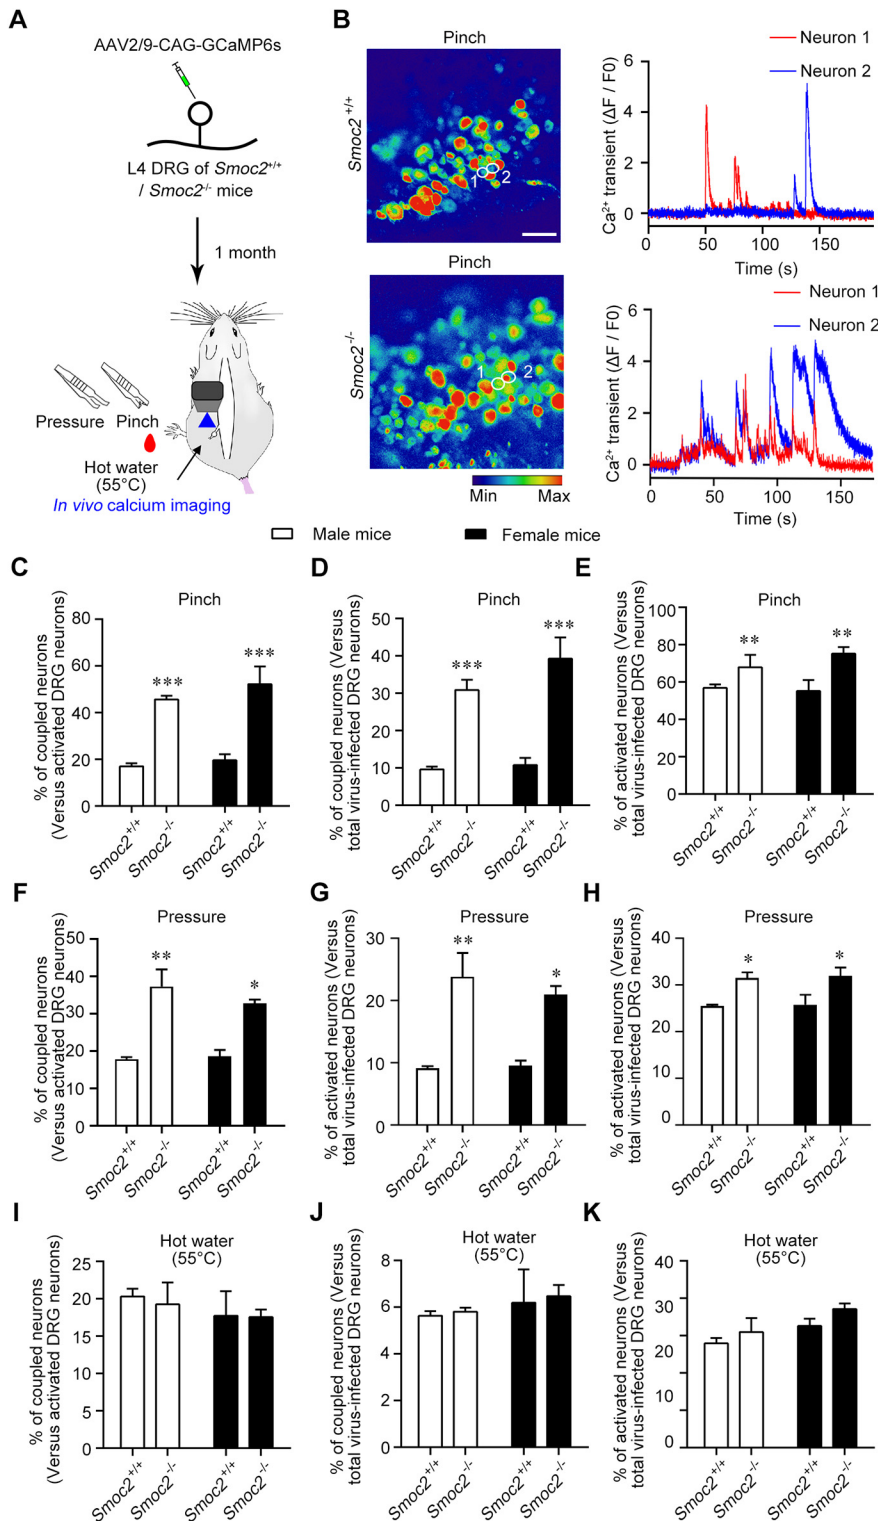 A
AAV2/9-CAG-GCaMP6s
L4 DRG of Smoc2+/+
/ Smoc2-/- mice
1 month
Pressure Pinch
Hot water
(55°C)
In vivo calcium imaging
B
Pinch
Smoc2+/+
1 2
Pinch
Smoc2-/-
1 2
Min Max
Neuron 1
Neuron 2
Ca2+ transient (ΔF / F0)
6
4
2
0
0 50 100 150
Time (s)
Neuron 1
Neuron 2
Ca2+ transient (ΔF / F0)
6
4
2
0
0 50 100 150
Time (s)
Male mice Female mice
C
Pinch
% of coupled neurons
(Versus activated DRG neurons)
80
60
40
20
0
***
***
Smoc2+/+ Smoc2-/- Smoc2+/+ Smoc2-/-
D
Pinch
% of coupled neurons (Versus
total virus-infected DRG neurons)
50
40
30
20
10
0
***
***
Smoc2+/+ Smoc2-/- Smoc2+/+ Smoc2-/-
E
Pinch
% of activated neurons (Versus
total virus-infected DRG neurons)
100
80
60
40
20
0
** **
Smoc2+/+ Smoc2-/- Smoc2+/+ Smoc2-/-
F
Pressure
% of coupled neurons
(Versus activated DRG neurons)
50
40
30
20
10
0
**
*
Smoc2+/+ Smoc2-/- Smoc2+/+ Smoc2-/-
G
Pressure
% of activated neurons (Versus
total virus-infected DRG neurons)
30
20
10
0
**
*
Smoc2+/+ Smoc2-/- Smoc2+/+ Smoc2-/-
H
Pressure
% of activated neurons (Versus
total virus-infected DRG neurons)
40
30
20
10
0
* *
Smoc2+/+ Smoc2-/- Smoc2+/+ Smoc2-/-
I
Hot water
(55°C)
% of coupled neurons
(Versus activated DRG neurons)
25
20
15
10
5
0
Smoc2+/+ Smoc2-/- Smoc2+/+ Smoc2-/-
J
Hot water
(55°C)
% of coupled neurons (Versus
total virus-infected DRG neurons)
8
6
4
2
0
Smoc2+/+ Smoc2-/- Smoc2+/+ Smoc2-/-
K
Hot water
(55°C)
% of activated neurons (Versus
total virus-infected DRG neurons)
40
30
20
10
0
Smoc2+/+ Smoc2-/- Smoc2+/+ Smoc2-/-